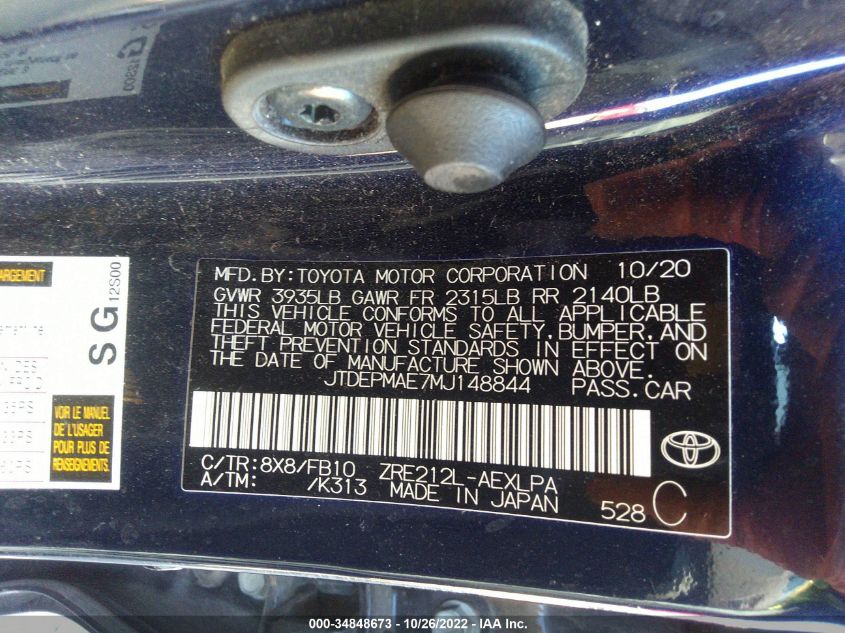 MFD. BY: TOYOTA MOTOR CORPORATION 10/20
GVWR 3935LB GAWR FR 2315LB RR 2140LB
THIS VEHICLE CONFORMS TO ALL APPLICABLE
FEDERAL MOTOR VEHICLE SAFETY, BUMPER, AND
THEFT PREVENTION STANDARDS IN EFFECT ON
THE DATE OF MANUFACTURE SHOWN ABOVE.
JTDEPMAE7MJ148844 PASS. CAR
C/TR: 8X8/FB10 ZRE212L-AEXLPA
A/TM: /K313 MADE IN JAPAN 528 C
SG 12S00
VOIR LE MANUEL
DE L'USAGER
POUR PLUS DE
RENSEIGNEMENTS.
000-34848673 - 10/26/2022 - IAA Inc.